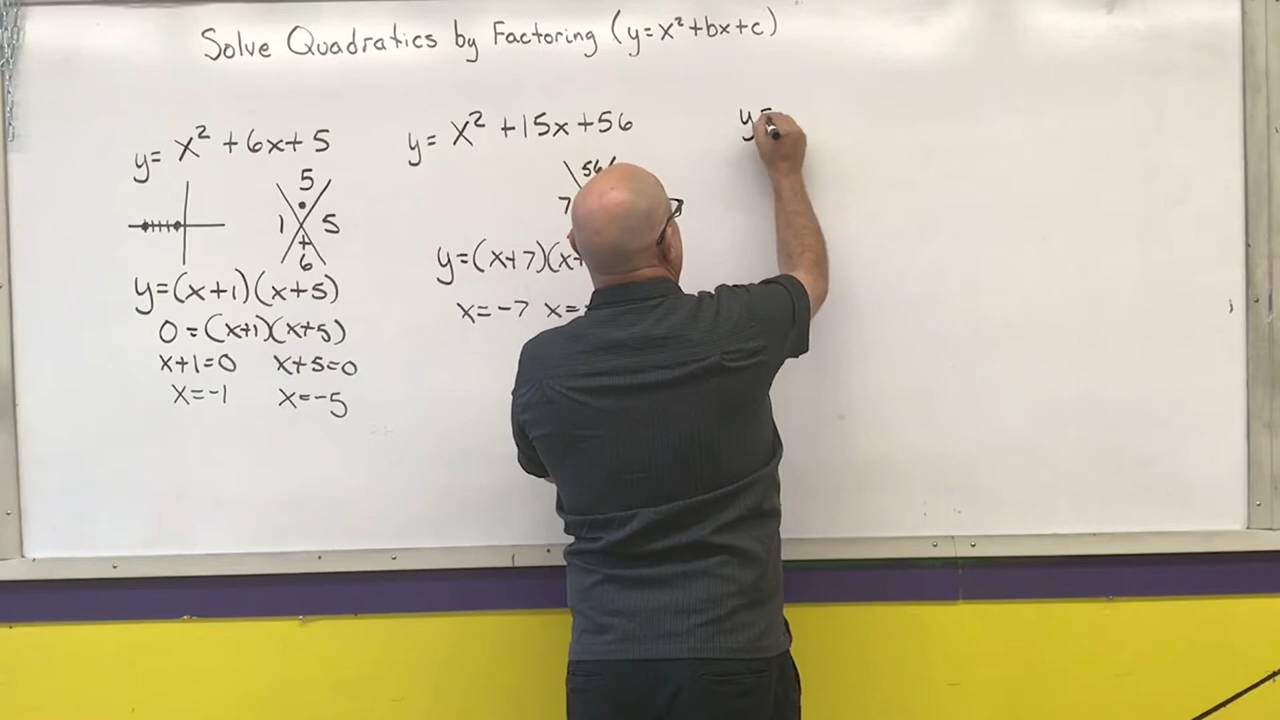 Solve Quadratics by Factoring (y=x²+bx+c)
y= x² +6x+5
5
•
1 5
+
6
y=(x+1)(x+5)
0=(x+1)(x+5)
x+1=0 x+5=0
x=-1 x=-5
y= x² +15x+56
56
7
y=(x+7)(x+
x=-7 x=
y=